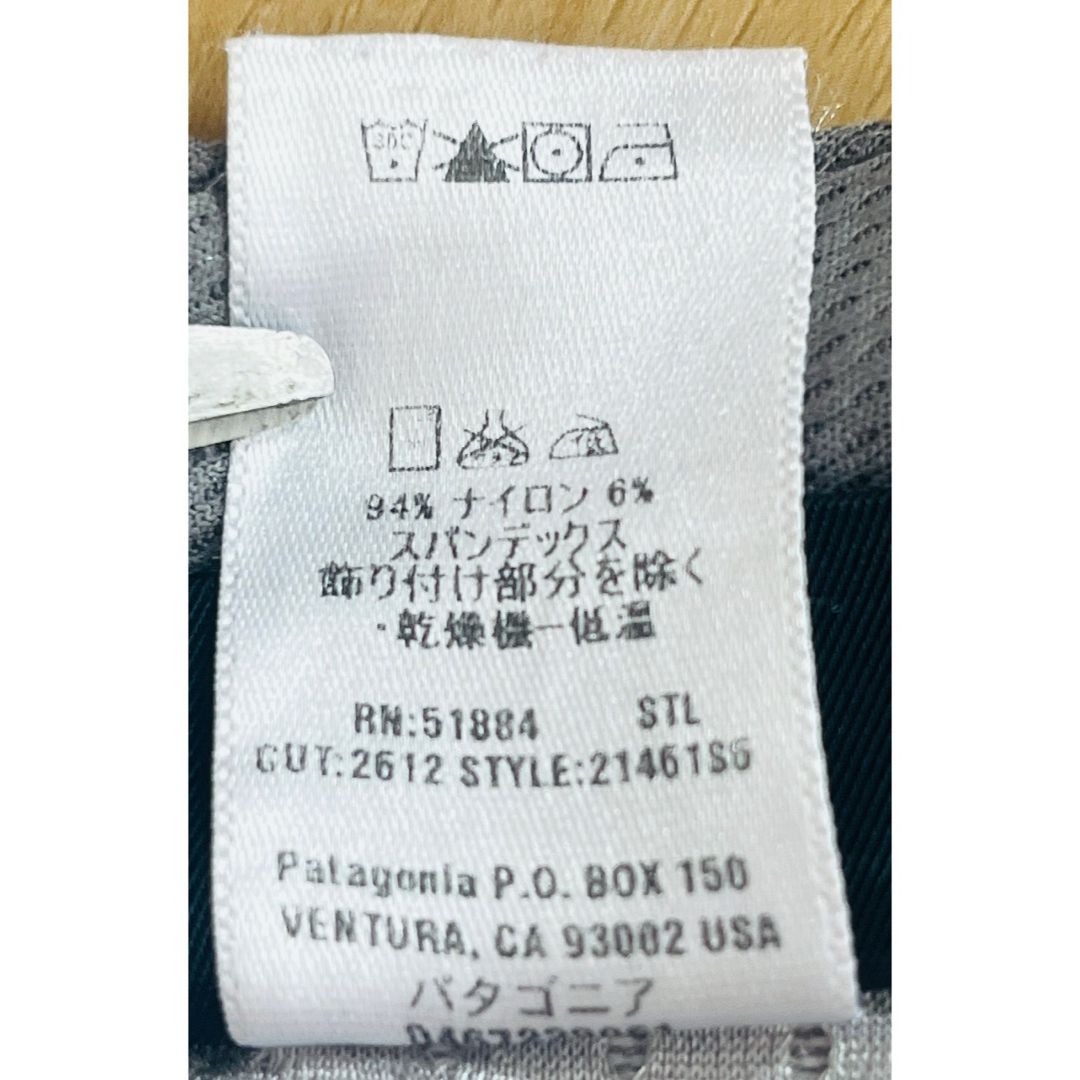 30C
94% ナイロン 6%
スパンデックス
飾り付け部分を除く
・乾燥機ー低温
RN:51884 STL
CUT:2612 STYLE:21461S6
Patagonia P.O. BOX 150
VENTURA, CA 93002 USA
パタゴニア